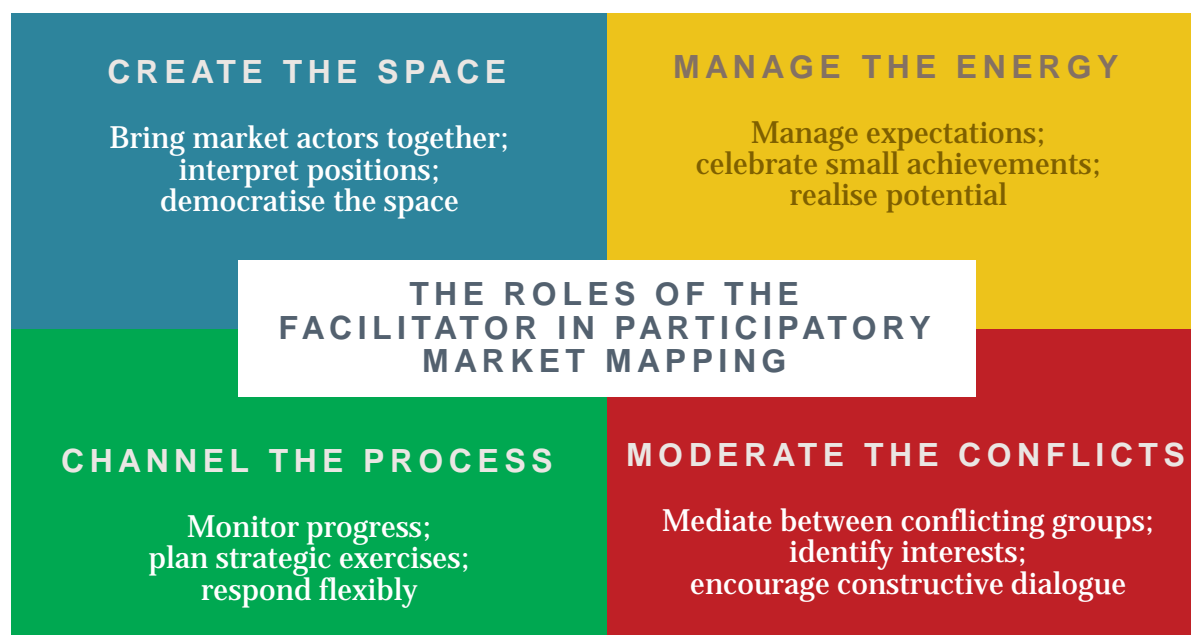 CREATE THE SPACE
Bring market actors together;
interpret positions;
democratise the space
MANAGE THE ENERGY
Manage expectations;
celebrate small achievements;
realise potential
THE ROLES OF THE
FACILITATOR IN PARTICIPATORY
MARKET MAPPING
CHANNEL THE PROCESS
Monitor progress;
plan strategic exercises;
respond flexibly
MODERATE THE CONFLICTS
Mediate between conflicting groups;
identify interests;
encourage constructive dialogue